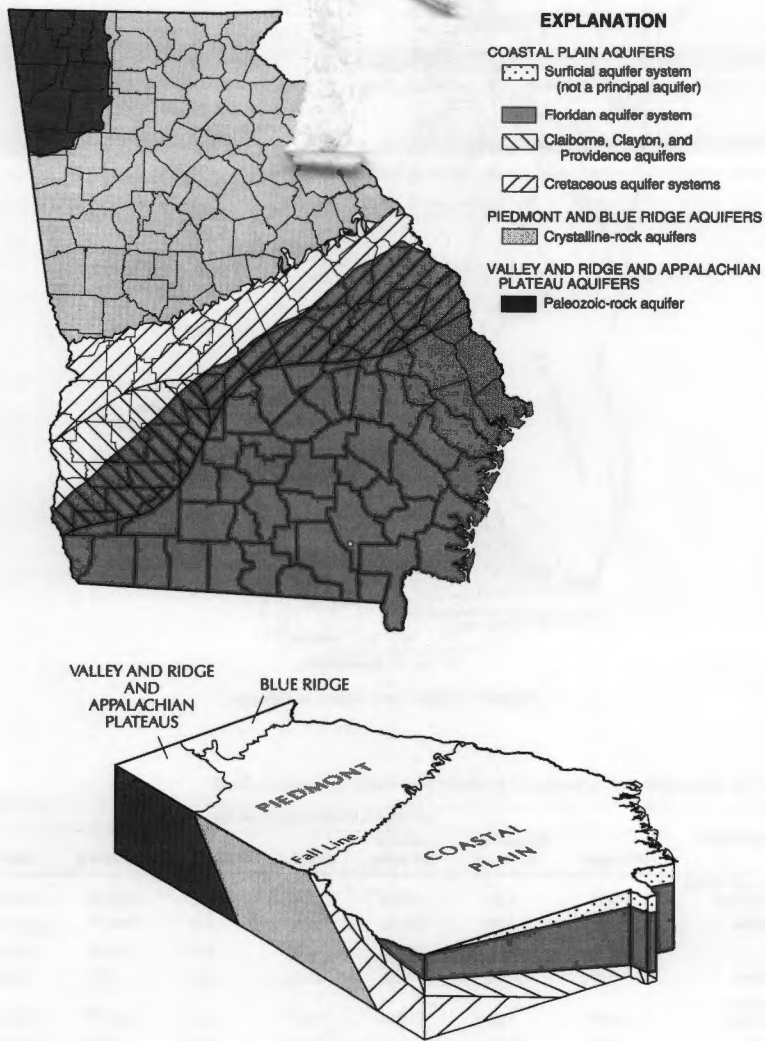 EXPLANATION
COASTAL PLAIN AQUIFERS
Surficial aquifer system
(not a principal aquifer)
Floridan aquifer system
Claiborne, Clayton, and
Providence aquifers
Cretaceous aquifer systems
PIEDMONT AND BLUE RIDGE AQUIFERS
Crystalline-rock aquifers
VALLEY AND RIDGE AND APPALACHIAN
PLATEAU AQUIFERS
Paleozoic-rock aquifer
VALLEY AND RIDGE
AND
APPALACHIAN
PLATEAUS
BLUE RIDGE
PIEDMONT
Fall Line
COASTAL
PLAIN